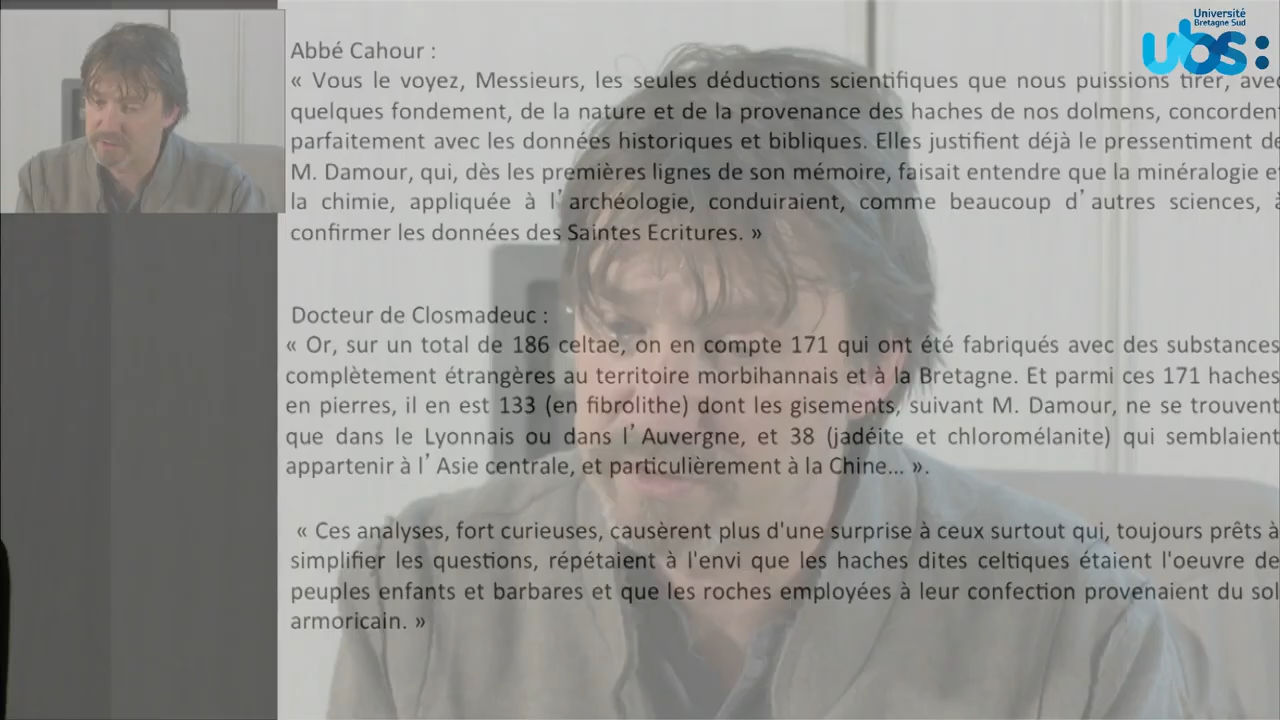 Université
Bretagne Sud
ubs:
Abbé Cahour :
« Vous le voyez, Messieurs, les seules déductions scientifiques que nous puissions tirer, avec
quelques fondement, de la nature et de la provenance des haches de nos dolmens, concorden
parfaitement avec les données historiques et bibliques. Elles justifient déjà le pressentiment de
M. Damour, qui, dès les premières lignes de son mémoire, faisait entendre que la minéralogie et
la chimie, appliquée à l'archéologie, conduiraient, comme beaucoup d'autres sciences, à
confirmer les données des Saintes Ecritures. »
Docteur de Closmadeuc :
« Or, sur un total de 186 celtae, on en compte 171 qui ont été fabriqués avec des substances
complètement étrangères au territoire morbihannais et à la Bretagne. Et parmi ces 171 haches
en pierres, il en est 133 (en fibrolithe) dont les gisements, suivant M. Damour, ne se trouvent
que dans le Lyonnais ou dans l'Auvergne, et 38 (jadéite et chloromélanite) qui semblaient
appartenir à l'Asie centrale, et particulièrement à la Chine... ».
« Ces analyses, fort curieuses, causèrent plus d'une surprise à ceux surtout qui, toujours prêts à
simplifier les questions, répétaient à l'envi que les haches dites celtiques étaient l'oeuvre de
peuples enfants et barbares et que les roches employées à leur confection provenaient du sol
armoricain. »